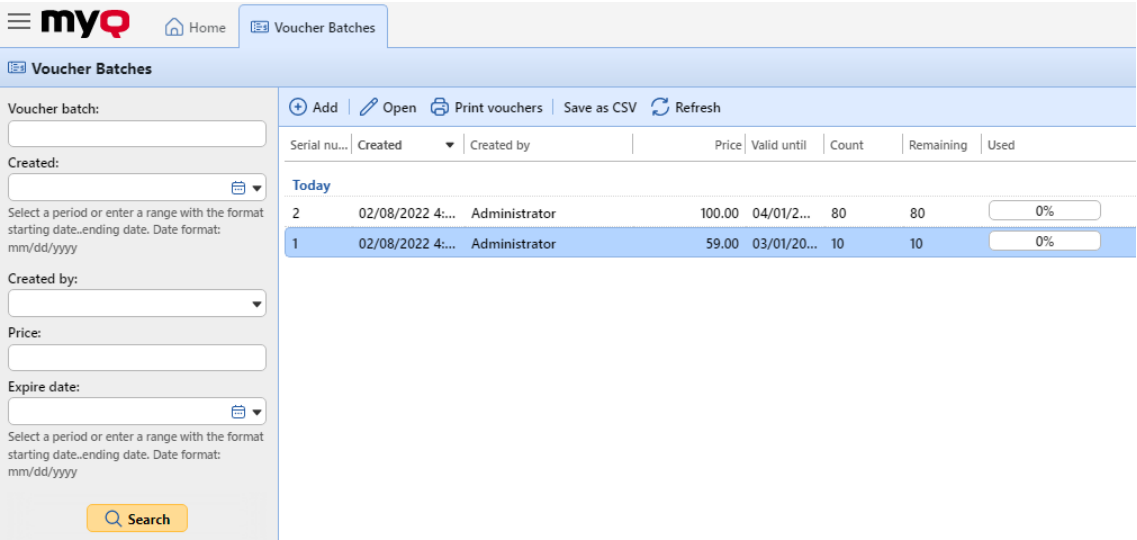 myQ Home Voucher Batches
Voucher Batches
Voucher batch:
Created:
Select a period or enter a range with the format
starting date..ending date. Date format:
mm/dd/yyyy
Created by:
Price:
Expire date:
Select a period or enter a range with the format
starting date..ending date. Date format:
mm/dd/yyyy
Search
Add Open Print vouchers Save as CSV Refresh
Serial nu... Created Created by Price Valid until Count Remaining Used
Today
2 02/08/2022 4:... Administrator 100.00 04/01/2... 80 80 0%
1 02/08/2022 4:... Administrator 59.00 03/01/20... 10 10 0%